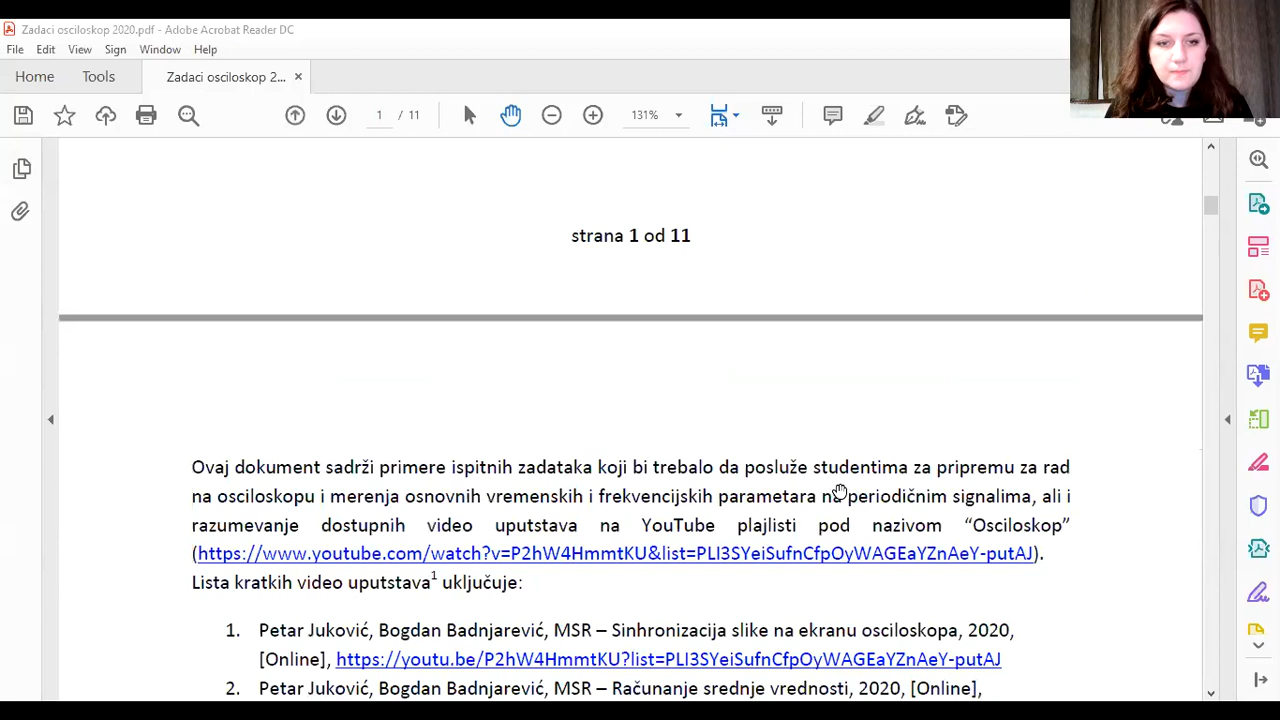 Zadaci osciloskop 2020.pdf - Adobe Acrobat Reader DC
File Edit View Sign Window Help
Home Tools Zadaci osciloskop 2...
1 / 11 131%
strana 1 od 11
Ovaj dokument sadrži primere ispitnih zadataka koji bi trebalo da posluže studentima za pripremu za rad
na osciloskopu i merenja osnovnih vremenskih i frekvencijskih parametara na periodičnim signalima, ali i
razumevanje dostupnih video uputstava na YouTube plajlisti pod nazivom “Osciloskop”
(https://www.youtube.com/watch?v=P2hW4HmmtKU&list=PLI3SYeiSufnCfpOyWAGEaYZnAeY-putAJ).
Lista kratkih video uputstava1 uključuje:
1. Petar Juković, Bogdan Badnjarević, MSR – Sinhronizacija slike na ekranu osciloskopa, 2020,
[Online], https://youtu.be/P2hW4HmmtKU?list=PLI3SYeiSufnCfpOyWAGEaYZnAeY-putAJ
2. Petar Juković, Bogdan Badnjarević, MSR – Računanje srednje vrednosti, 2020, [Online],